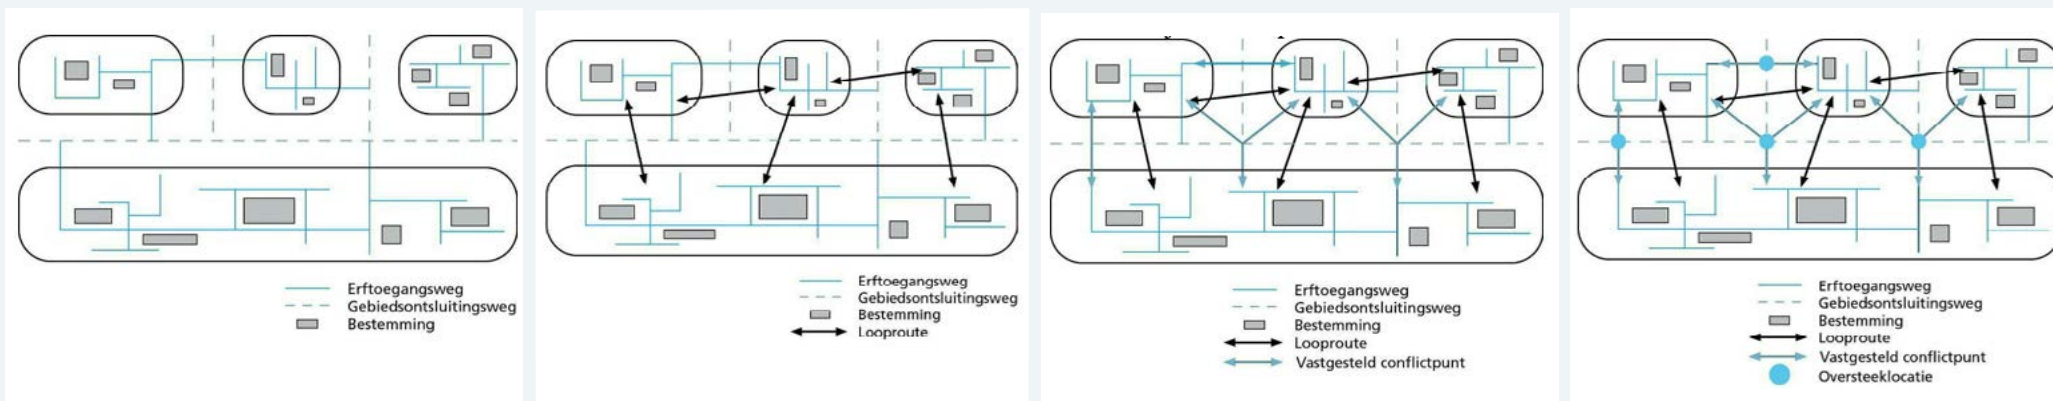 Erftoegangsweg
Gebiedsontsluitingsweg
Bestemming
Erftoegangsweg
Gebiedsontsluitingsweg
Bestemming
Looproute
Erftoegangsweg
Gebiedsontsluitingsweg
Bestemming
Looproute
Vastgesteld conflictpunt
Erftoegangsweg
Gebiedsontsluitingsweg
Bestemming
Looproute
Vastgesteld conflictpunt
Oversteeklocatie